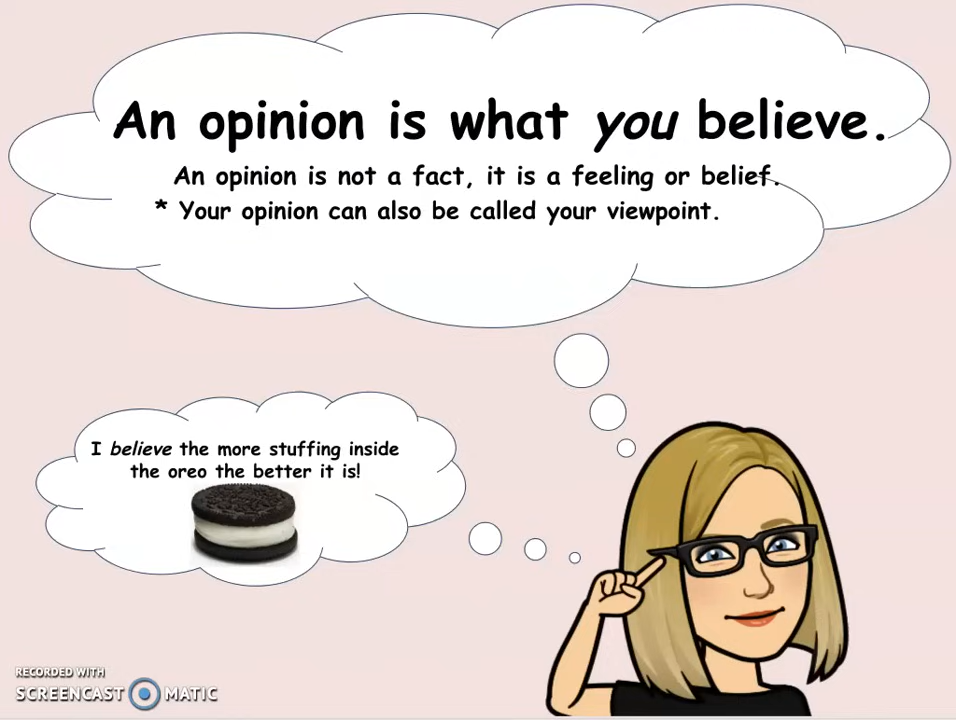 An opinion is what you believe.
An opinion is not a fact, it is a feeling or belief.
* Your opinion can also be called your viewpoint.
I believe the more stuffing inside
the oreo the better it is!
RECORDED WITH
SCREENCAST MATIC